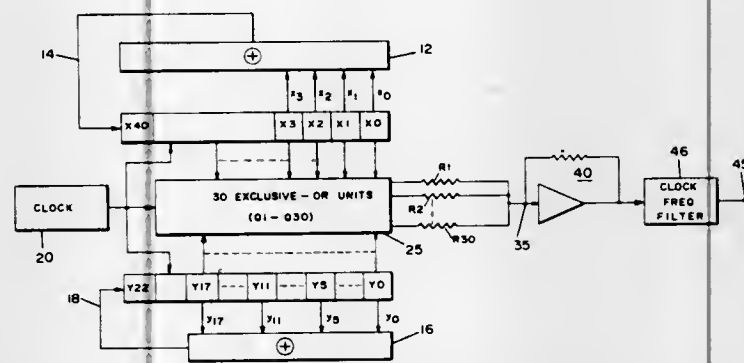 14
⊕
12
x3 x2 x1 x0
X40 X3 X2 X1 X0
CLOCK
20
30 EXCLUSIVE-OR UNITS
(Q1-Q30)
25
R1
R2
R30
35
40
46
CLOCK
FREQ
FILTER
45
18
Y22 Y17 Y11 Y5 Y0
y17 y11 y5 y0
⊕
16